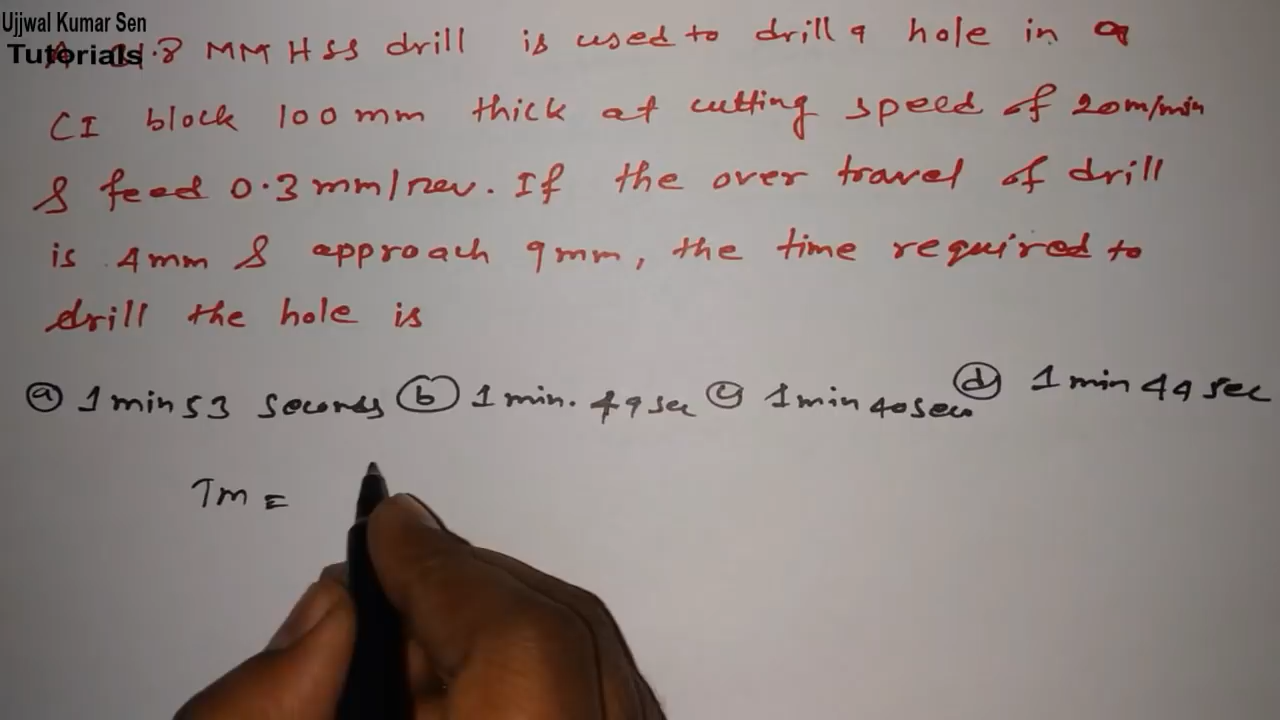 Ujjwal Kumar Sen
Tutorials
MM HSS drill is used to drill a hole in a
CI block 100 mm thick at cutting speed of 20m/min
& feed 0.3 mm/rev. If the over travel of drill
is 4mm & approach 9mm, the time required to
drill the hole is
(a) 1 min 53 seconds (b) 1 min. 49 sec (c) 1 min 40 sec (d) 1 min 44 sec
Tm =